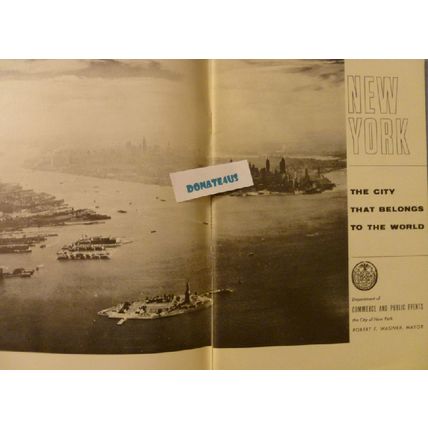 NEW
YORK
DONATE4US
THE CITY
THAT BELONGS
TO THE WORLD
Department of
COMMERCE AND PUBLIC EVENTS
the City of New York
ROBERT F. WAGNER, MAYOR